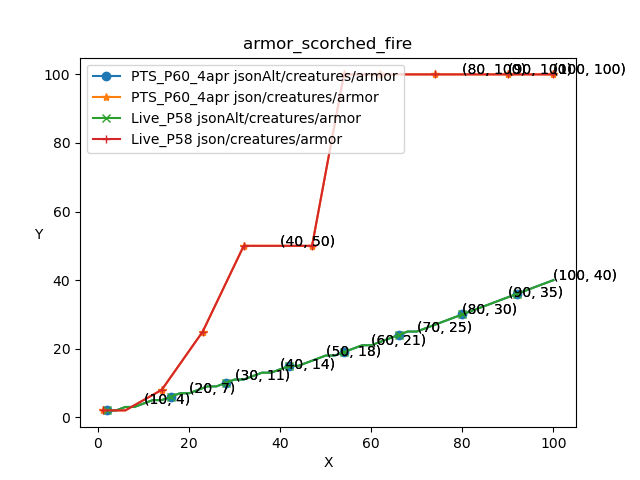 armor_scorched_fire
PTS_P60_4apr jsonAlt/creatures/armor
PTS_P60_4apr json/creatures/armor
Live_P58 jsonAlt/creatures/armor
Live_P58 json/creatures/armor
(80, 100)
(90, 100)
(100, 100)
(40, 50)
(100, 40)
(90, 35)
(80, 30)
(70, 25)
(60, 21)
(50, 18)
(40, 14)
(30, 11)
(20, 7)
(10, 4)
100
80
60
40
20
0
Y
0 20 40 60 80 100
X